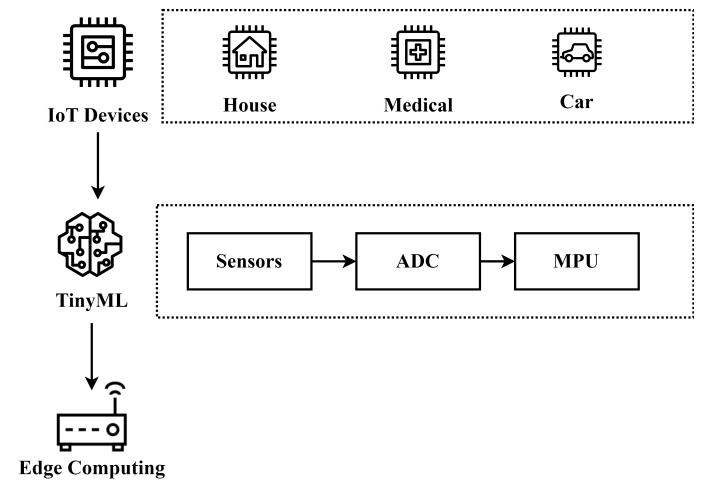 IoT Devices
House
Medical
Car
TinyML
Sensors
ADC
MPU
Edge Computing